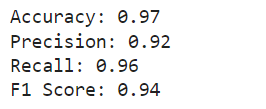 Accuracy: 0.97
Precision: 0.92
Recall: 0.96
F1 Score: 0.94